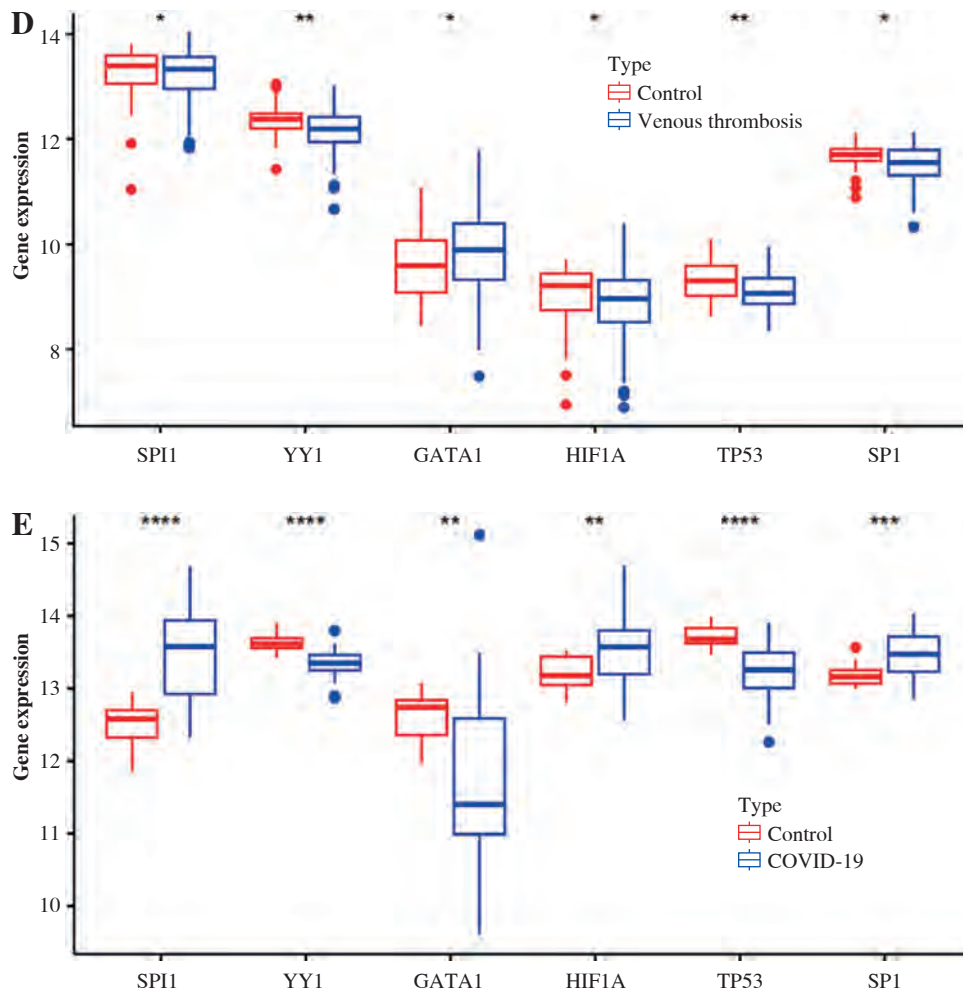 D
* ** * * ** *
14
Type
Control
Venous thrombosis
12
10
8
Gene expression
SPI1 YY1 GATA1 HIF1A TP53 SP1
E
**** **** ** ** **** ***
15
14
13
12
11
10
Gene expression
Type
Control
COVID-19
SPI1 YY1 GATA1 HIF1A TP53 SP1